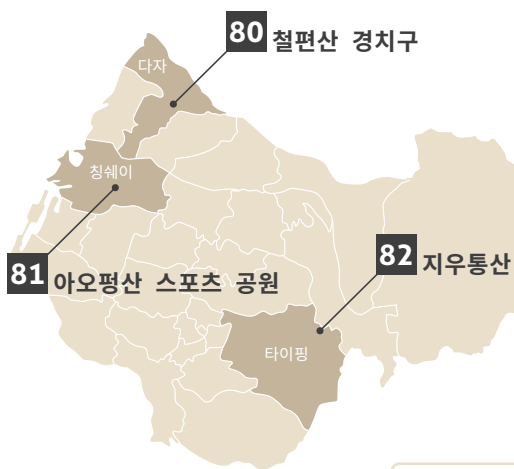 80 철편산 경치구
다자
칭쉐이
81 아오펑산 스포츠 공원
82 지우통산
타이핑